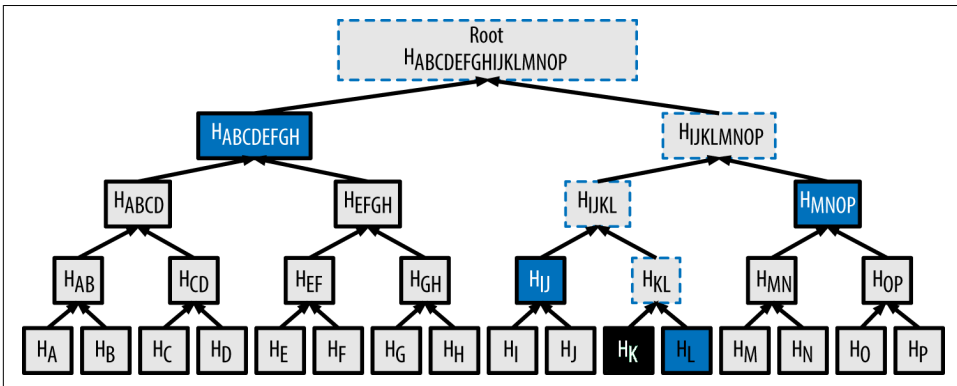 Root
HABCDEFGHIJKLMNOP
HABCDEFGH
HIJKLMNOP
HABCD
HEFGH
HIJKL
HMNOP
HAB
HCD
HEF
HGH
HIJ
HKL
HMN
HOP
HA
HB
HC
HD
HE
HF
HG
HH
HI
HJ
HK
HL
HM
HN
HO
HP